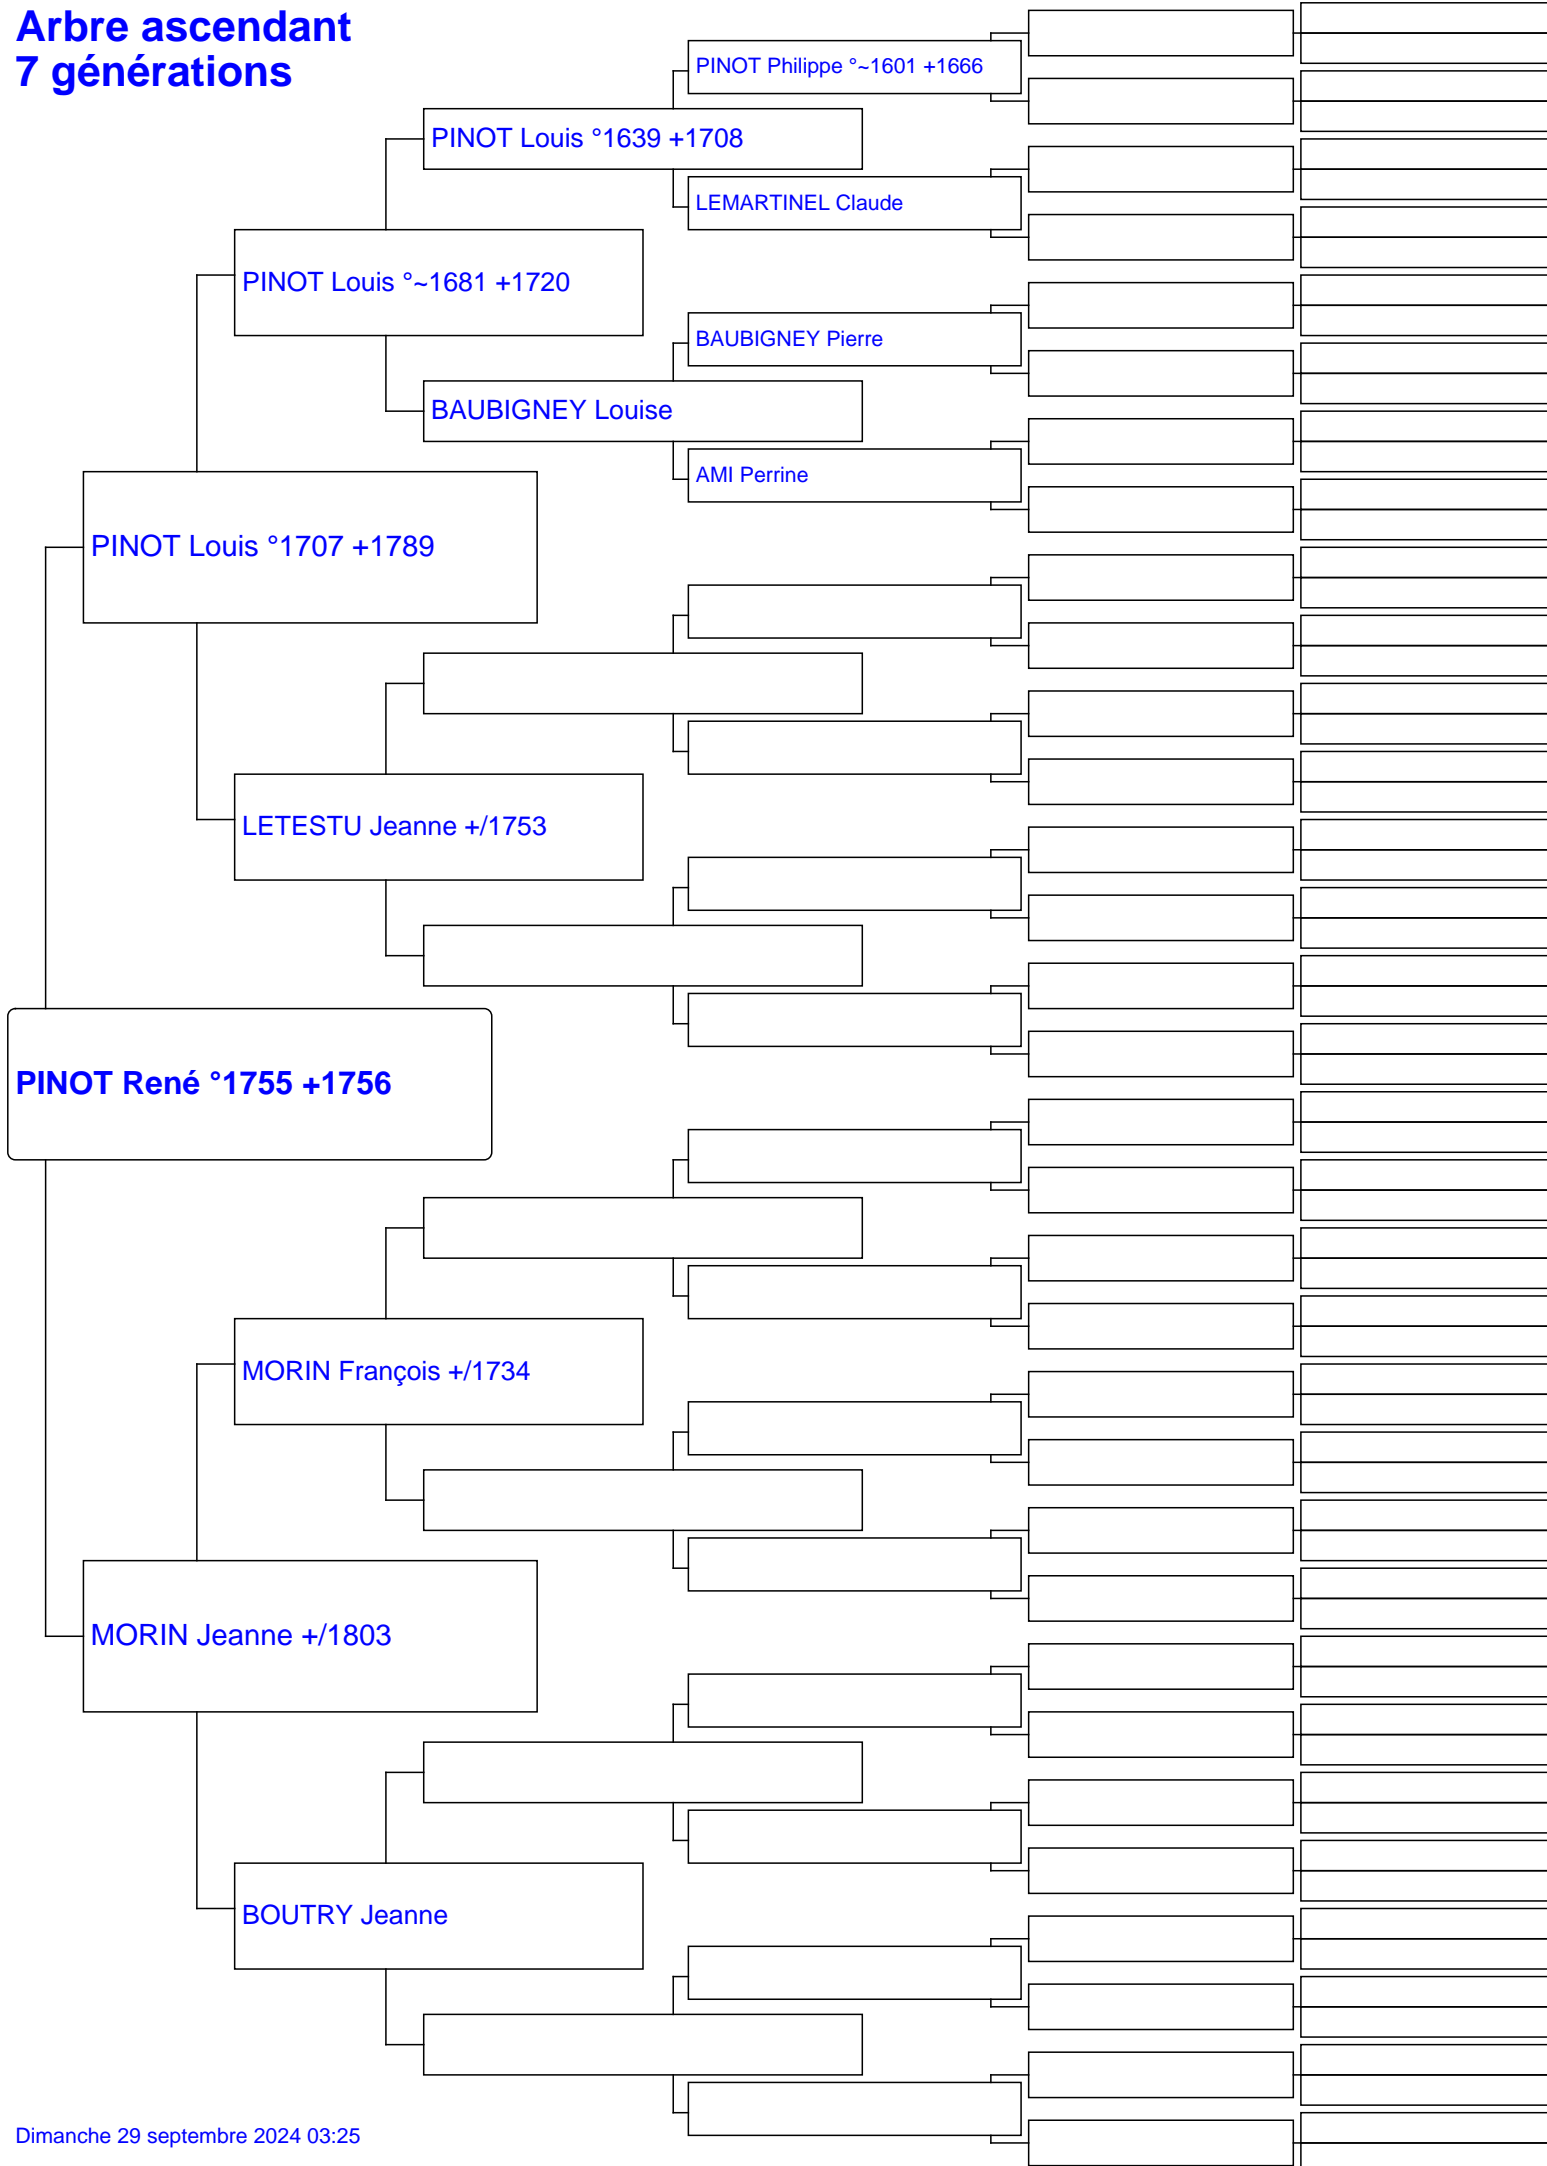 Arbre ascendant
7 générations
PINOT Philippe °~1601 +1666
PINOT Louis °1639 +1708
LEMARTINEL Claude
PINOT Louis °~1681 +1720
BAUBIGNEY Pierre
BAUBIGNEY Louise
AMI Perrine
PINOT Louis °1707 +1789
LETESTU Jeanne +/1753
PINOT René °1755 +1756
MORIN François +/1734
MORIN Jeanne +/1803
BOUTRY Jeanne
Dimanche 29 septembre 2024 03:25